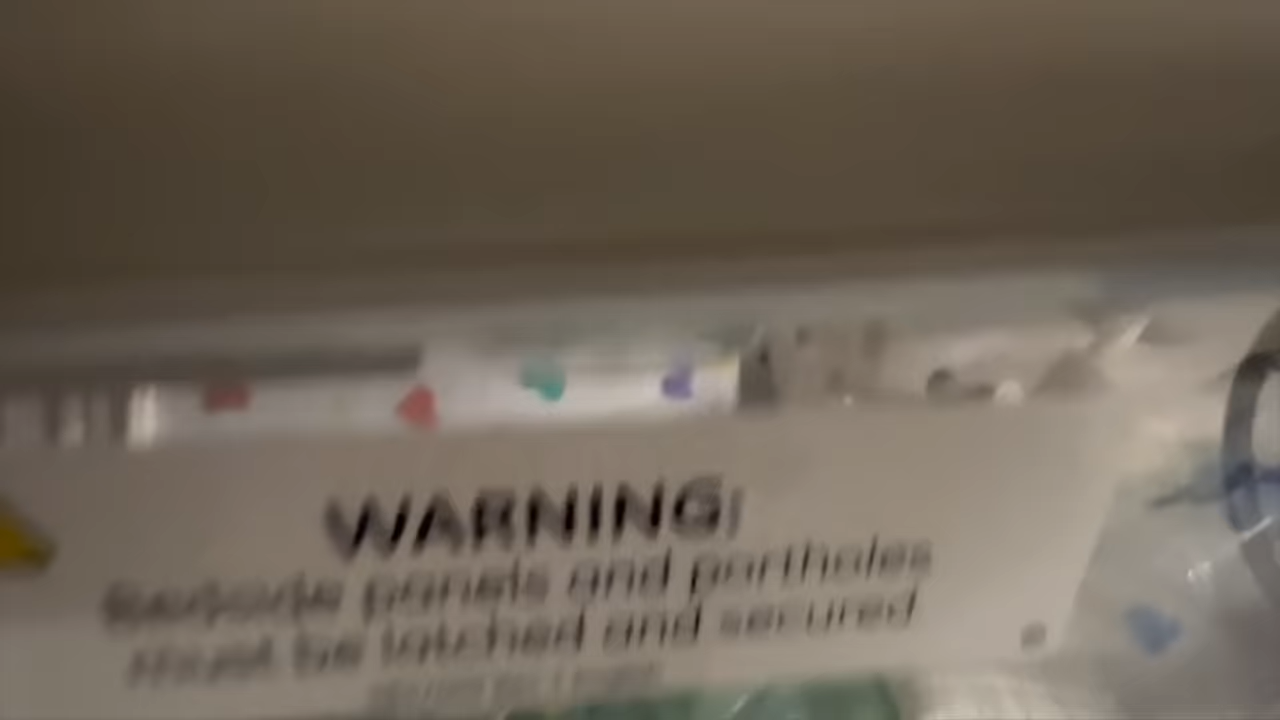 WARNING:
Bedside panels and portholes
Must be latched and secured